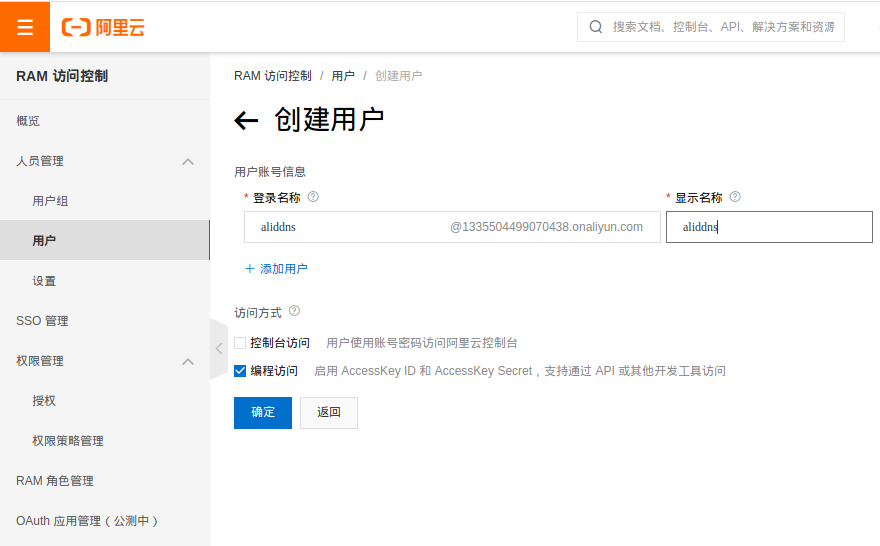 阿里云
搜索文档、控制台、API、解决方案和资源
RAM 访问控制
概览
人员管理
用户组
用户
设置
SSO 管理
权限管理
授权
权限策略管理
RAM 角色管理
OAuth 应用管理（公测中）
RAM 访问控制 / 用户 / 创建用户
← 创建用户
用户账号信息
* 登录名称
* 显示名称
aliddns @1335504499070438.onaliyun.com
aliddns
+ 添加用户
访问方式
控制台访问 用户使用账号密码访问阿里云控制台
编程访问 启用 AccessKey ID 和 AccessKey Secret，支持通过 API 或其他开发工具访问
确定 返回